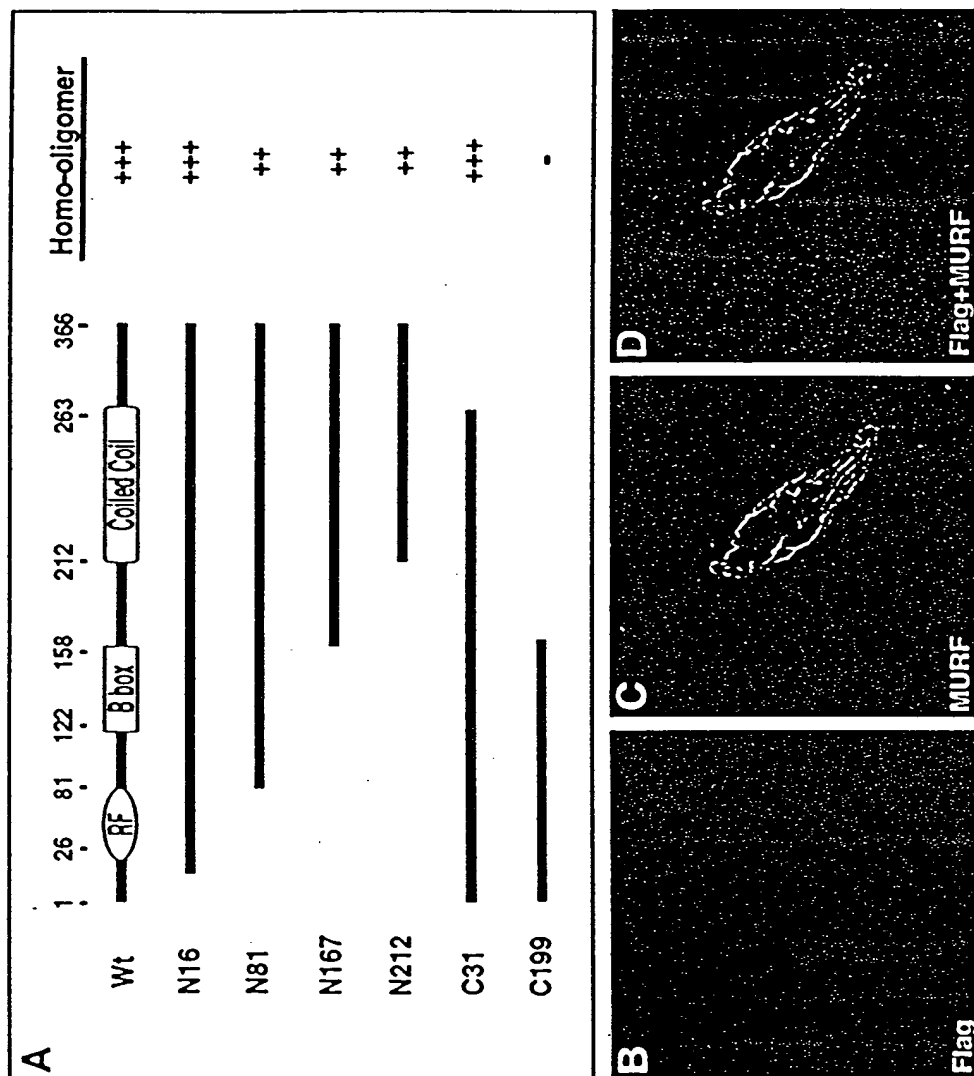 A
Homo-oligomer
1 26 81 122 158 212 263 366
Wt RF B box Coiled Coil +++
N16 +++
N81 ++
N167 ++
N212 ++
C31 +++
C199 -
B
Flag
C
MURF
D
Flag+MURF